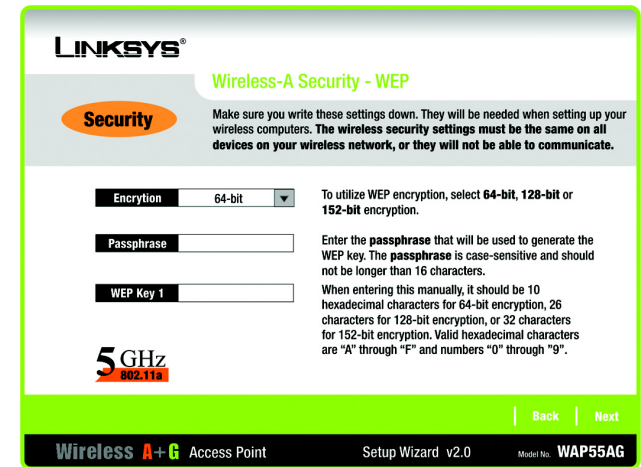 LINKSYS®
Wireless-A Security - WEP
Security
Make sure you write these settings down. They will be needed when setting up your
wireless computers. The wireless security settings must be the same on all
devices on your wireless network, or they will not be able to communicate.
Encrytion 64-bit
To utilize WEP encryption, select 64-bit, 128-bit or
152-bit encryption.
Passphrase
Enter the passphrase that will be used to generate the
WEP key. The passphrase is case-sensitive and should
not be longer than 16 characters.
WEP Key 1
When entering this manually, it should be 10
hexadecimal characters for 64-bit encryption, 26
characters for 128-bit encryption, or 32 characters
for 152-bit encryption. Valid hexadecimal characters
are “A” through “F” and numbers “0” through ”9”.
5 GHz
802.11a
Back Next
Wireless A+G Access Point Setup Wizard v2.0 Model No. WAP55AG